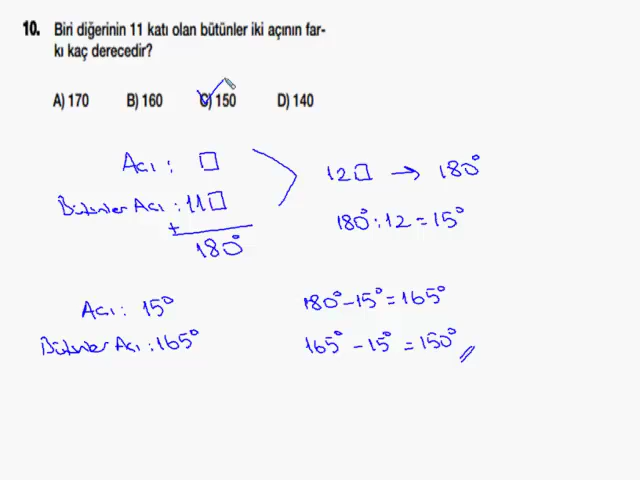 10. Biri diğerinin 11 katı olan bütünler iki açının far-
kı kaç derecedir?
A) 170 B) 160 C) 150 D) 140
Açı : □
Bütünler Açı : 11□
+
180°
12□ → 180°
180° : 12 = 15°
Açı : 15°
Bütünler Açı : 165°
180° - 15° = 165°
165° - 15° = 150°